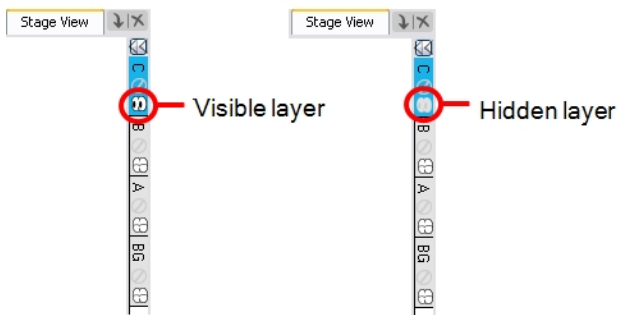 Stage View
Stage View
C
C
Visible layer
Hidden layer
B
B
A
A
BG
BG